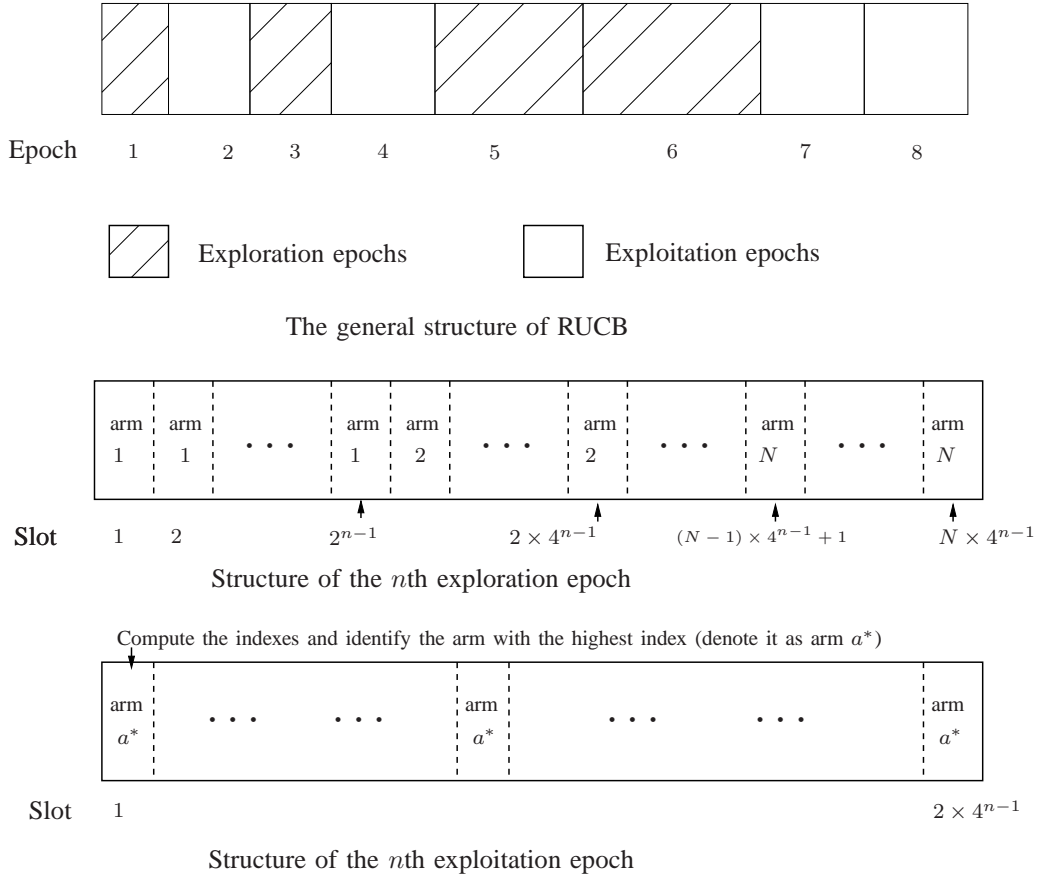 Epoch 1 2 3 4 5 6 7 8
Exploration epochs Exploitation epochs
The general structure of RUCB
arm arm arm arm arm arm arm
1 1 · · · 1 2 · · · 2 · · · N · · · N
Slot 1 2 2^{n−1} 2 × 4^{n−1} (N − 1) × 4^{n−1} + 1 N × 4^{n−1}
Structure of the nth exploration epoch
Compute the indexes and identify the arm with the highest index (denote it as arm a*)
arm arm arm
a* · · · · · · a* · · · · · · a*
Slot 1 2 × 4^{n−1}
Structure of the nth exploitation epoch